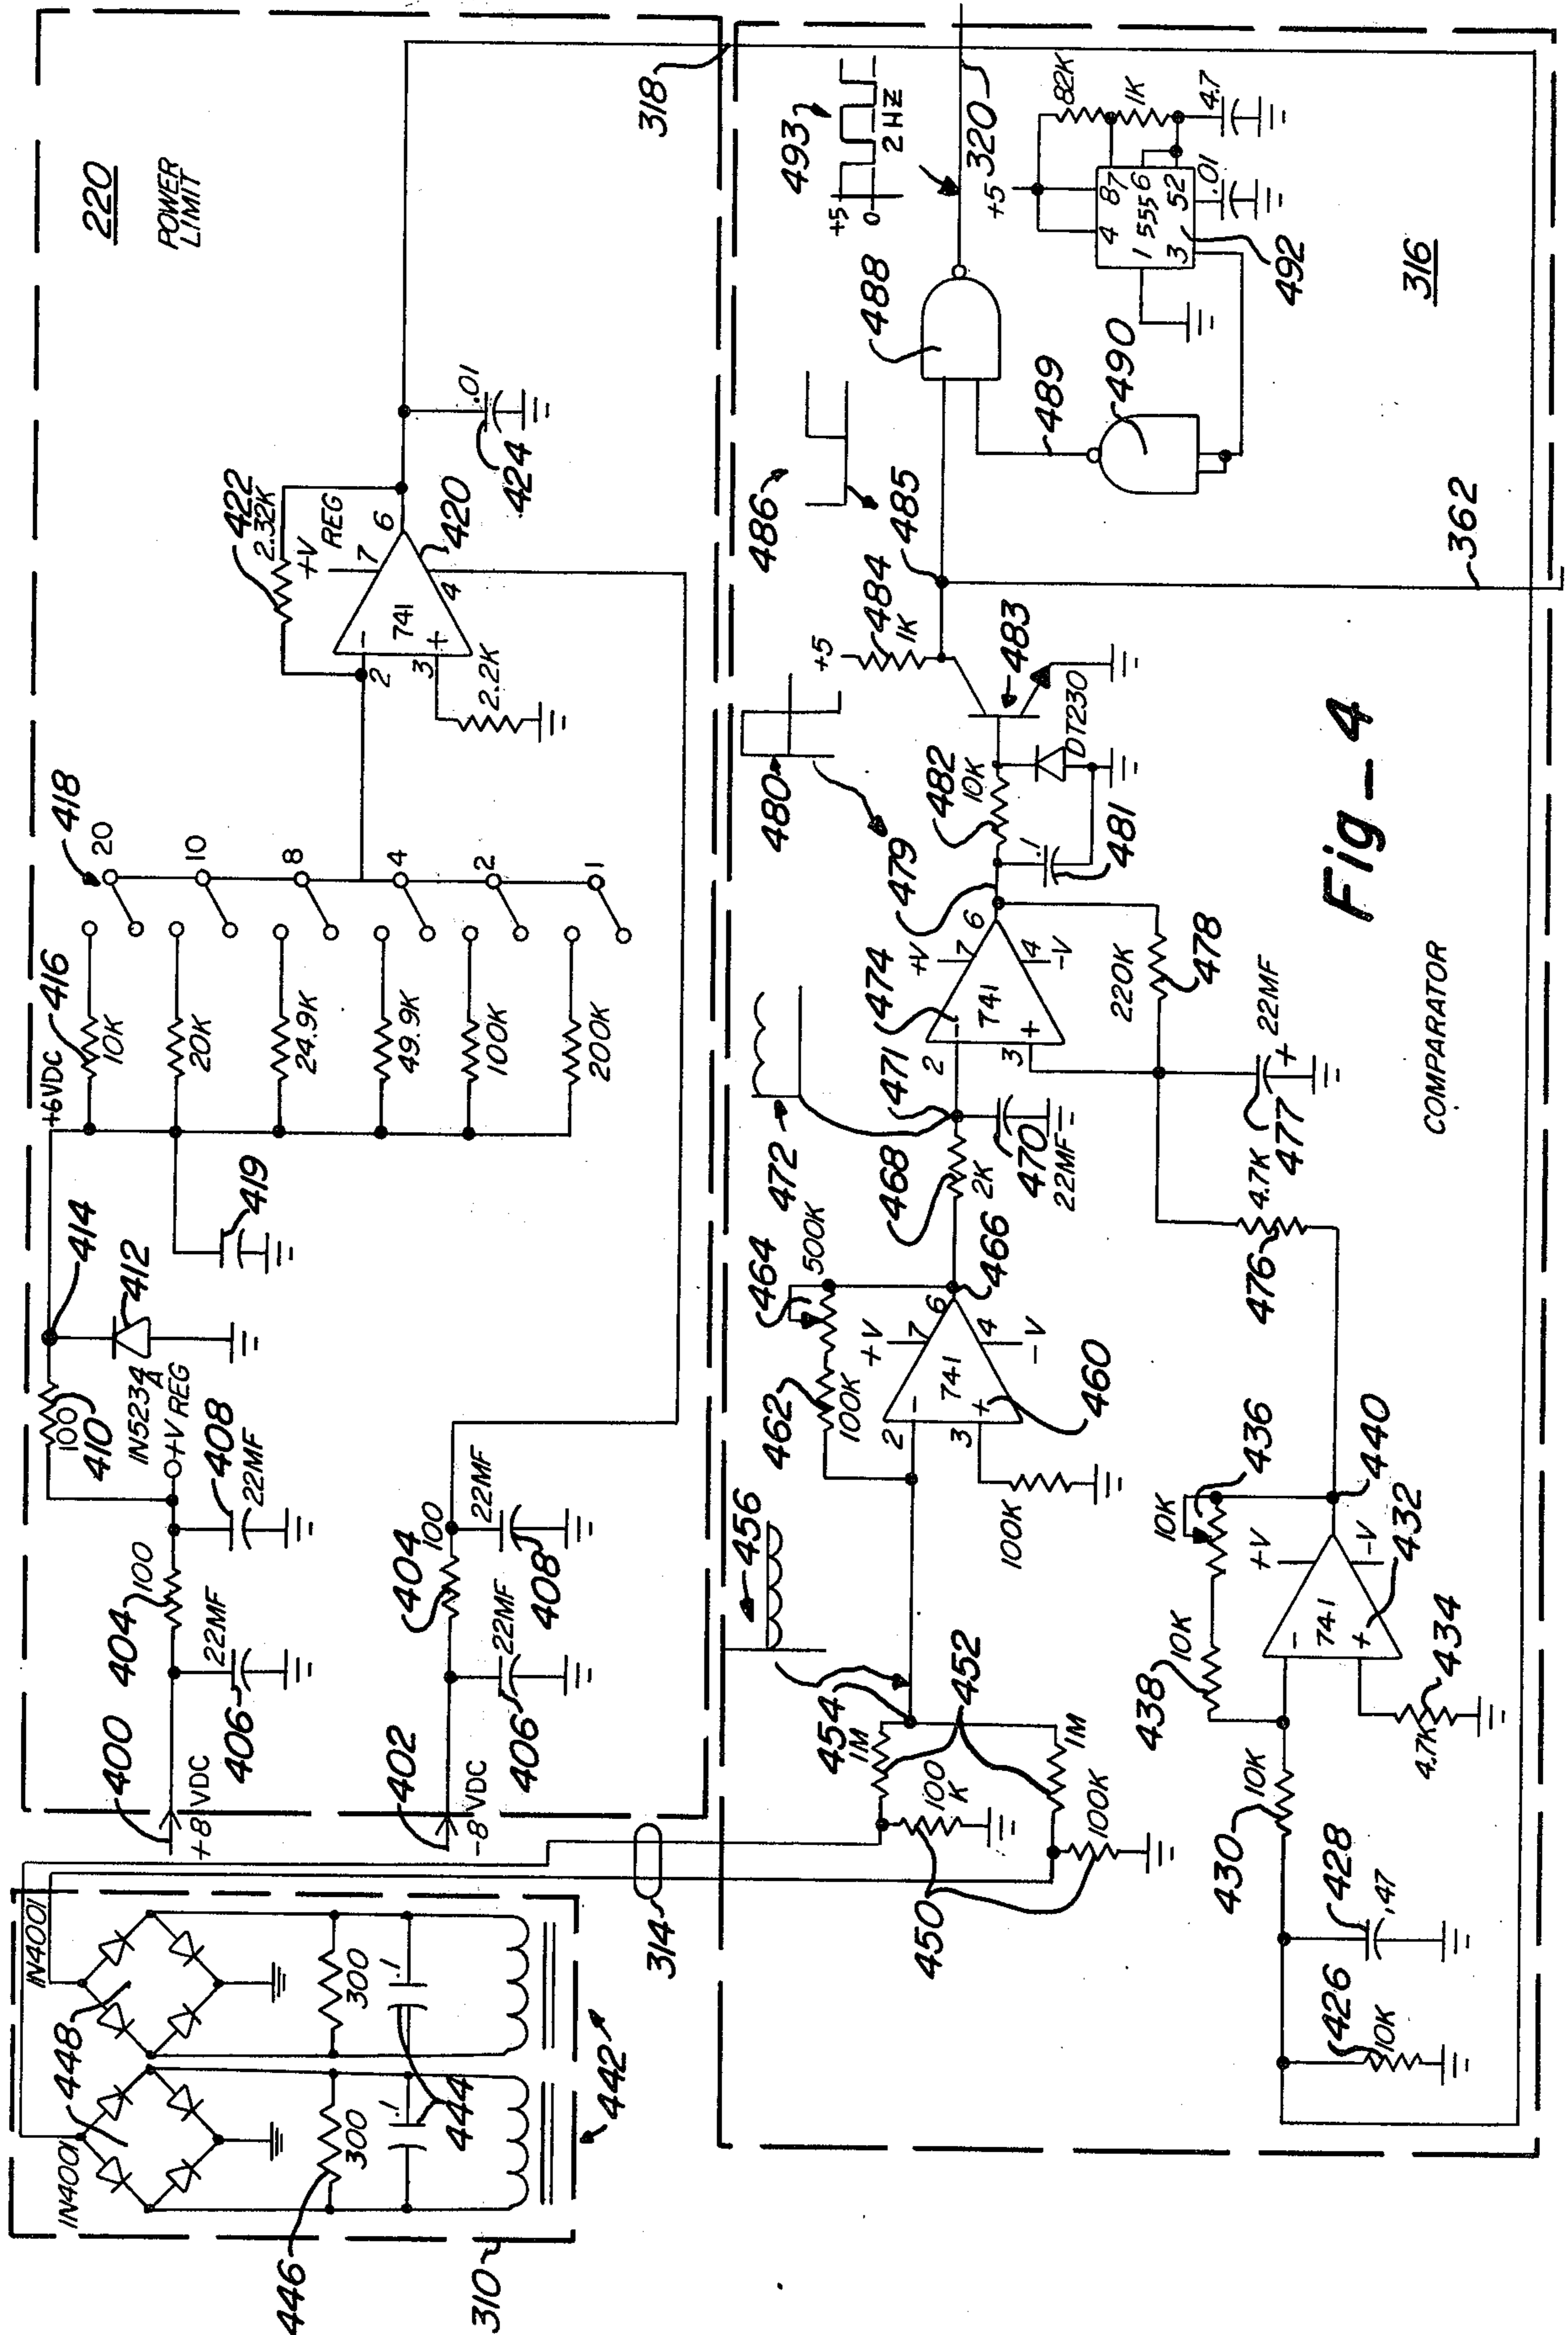 220
POWER
LIMIT
318
400
+8 VDC
404
100
406
22MF
408
22MF
+V REG
100
410
IN5234
A
412
414
419
+6VDC
416
10K
20K
24.9K
49.9K
100K
200K
418
20
10
8
4
2
1
402
-8 VDC
404
100
406
22MF
408
22MF
422
2.32K
+V
REG
2
3
741
7
6
4
420
2.2K
424
.01
IN4001
IN4001
448
446
300
300
.1
.1
444
442
310
314
316
COMPARATOR
456
454
1M
452
1M
450
100
K
100K
462
100K
464
500K
2
3
741
+V
7
6
4
-V
460
466
100K
468
2K
470
22MF
471
472
474
2
3
741
+V
7
6
4
-V
220K
478
476
4.7K
477
22MF
+
479
480
481
.1
482
10K
DT230
483
484
1K
+5
485
486
488
489
490
493
+5
0
2 HZ
320
+5
82K
1K
4.7
.01
4
8
7
1
555
6
3
5
2
492
362
426
10K
428
.47
430
10K
438
10K
436
10K
741
+V
-V
432
434
4.7K
440
Fig-4